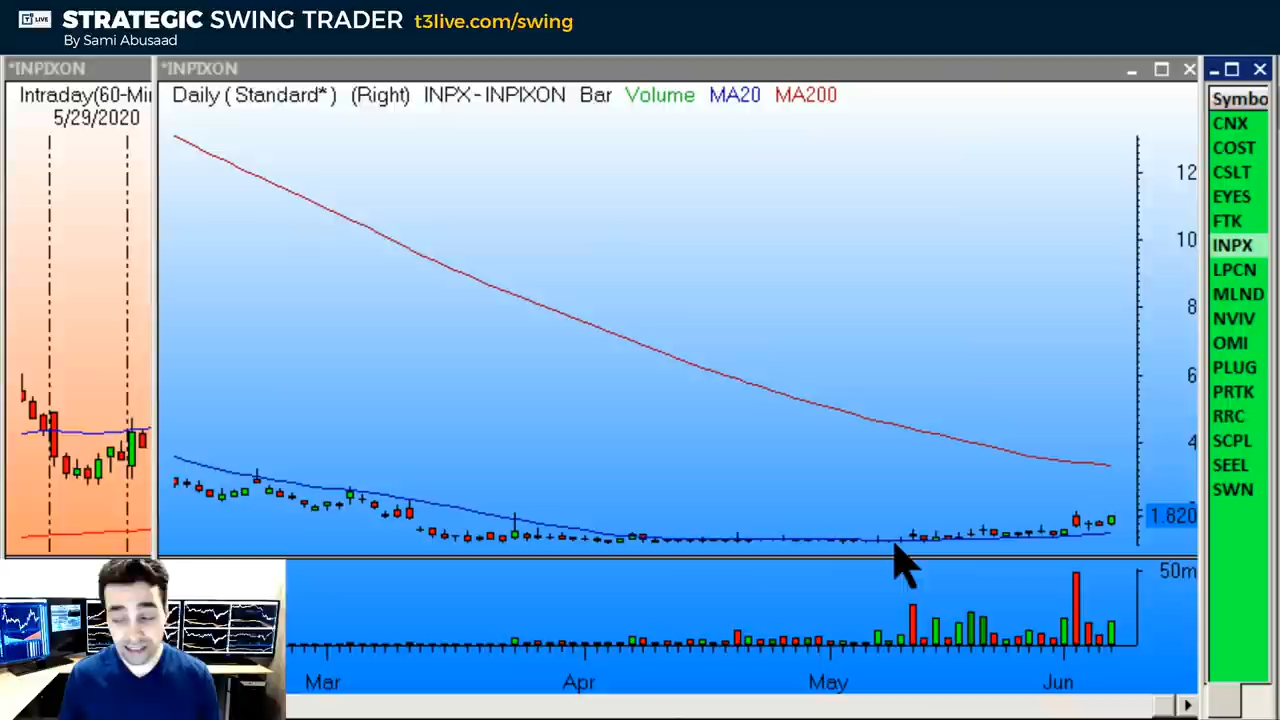 LIVE STRATEGIC SWING TRADER t3live.com/swing
By Sami Abusaad
*INPIXON
Intraday(60-Mi
5/29/2020
*INPIXON
Daily (Standard*) (Right) INPX - INPIXON Bar Volume MA20 MA200
12
10
8
6
4
1.820
50m
Mar Apr May Jun
Symbo
CNX
COST
CSLT
EYES
FTK
INPX
LPCN
MLND
NVIV
OMI
PLUG
PRTK
RRC
SCPL
SEEL
SWN